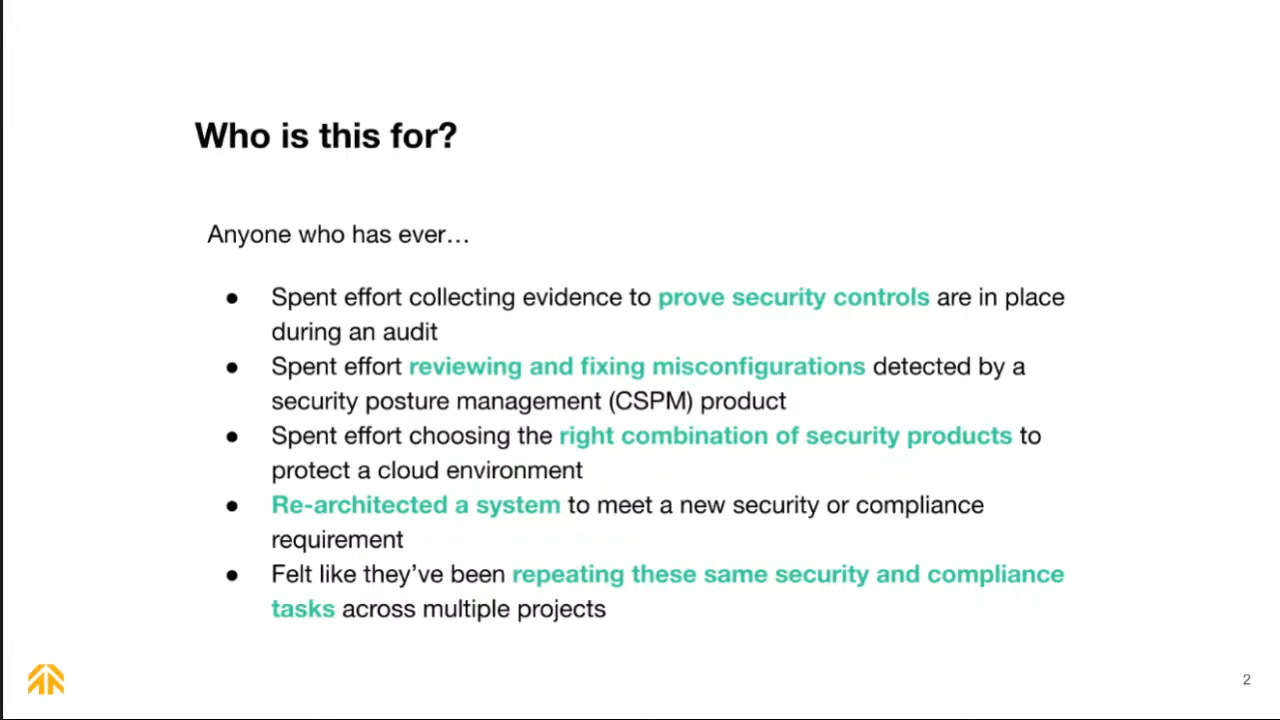 Who is this for?
Anyone who has ever…
● Spent effort collecting evidence to prove security controls are in place
during an audit
● Spent effort reviewing and fixing misconfigurations detected by a
security posture management (CSPM) product
● Spent effort choosing the right combination of security products to
protect a cloud environment
● Re-architected a system to meet a new security or compliance
requirement
● Felt like they’ve been repeating these same security and compliance
tasks across multiple projects
2